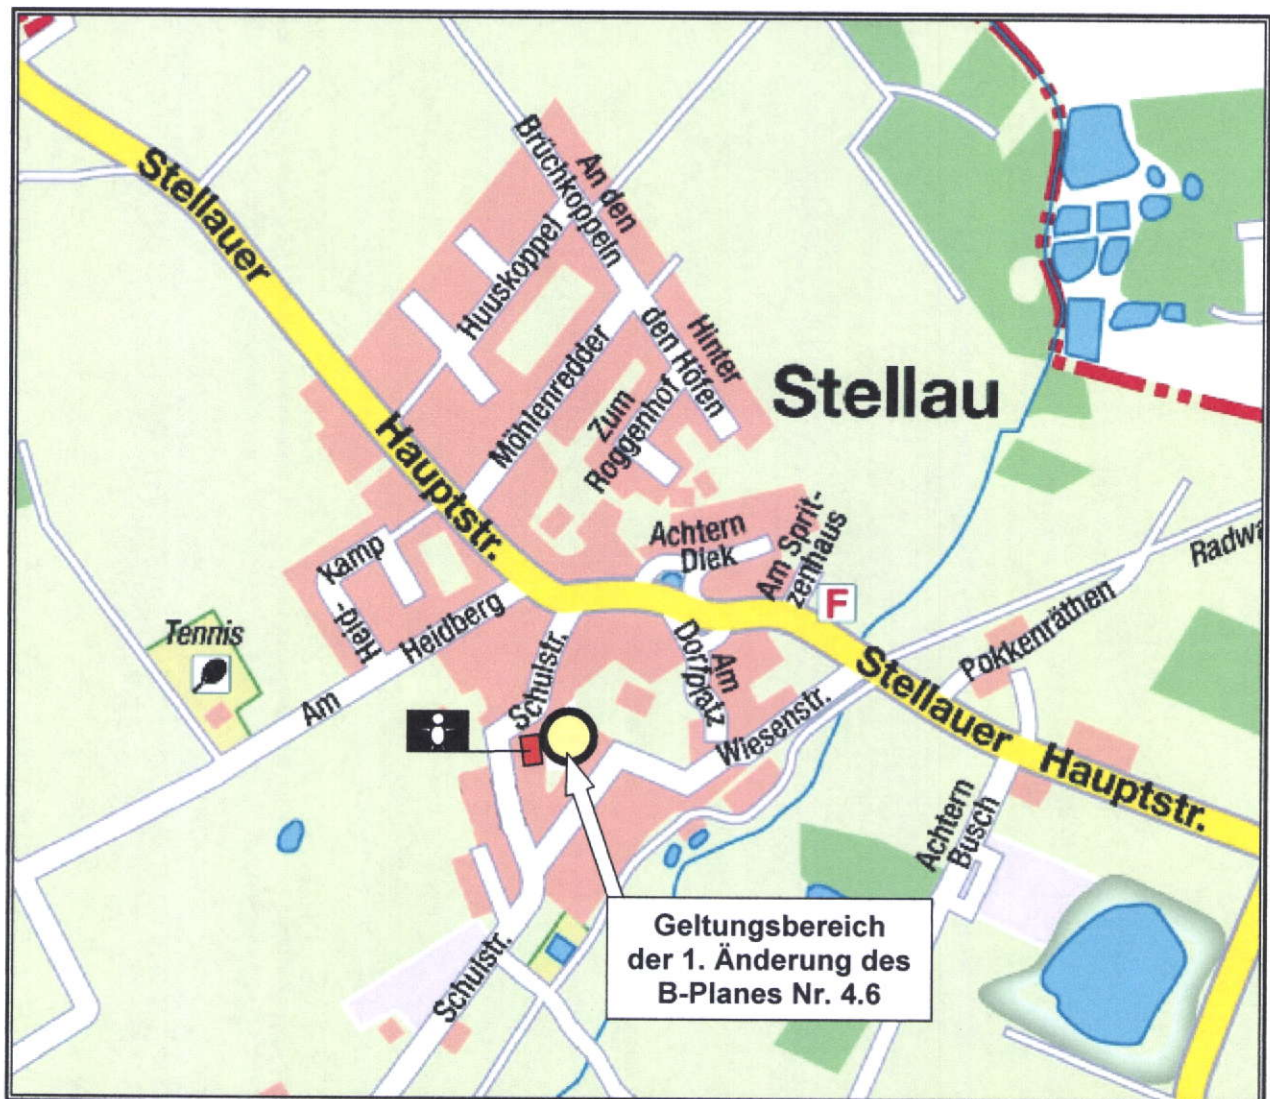 Stellauer
Hauptstr.
An den
Brüchkoppeln
Huuskoppel
Möhlenredder
Hinter
den Höfen
Zum
Roggenhof
Stellau
Achtern
Diek
Am Sprit-
zenhaus
F
Radwa
Kamp
Heid-
Am
Heidberg
Tennis
Schulstr.
Am
Dorfplatz
Wiesenstr.
Pokkenräthen
Stellauer
Hauptstr.
Achtern
Busch
Schulstr.
Geltungsbereich
der 1. Änderung des
B-Planes Nr. 4.6